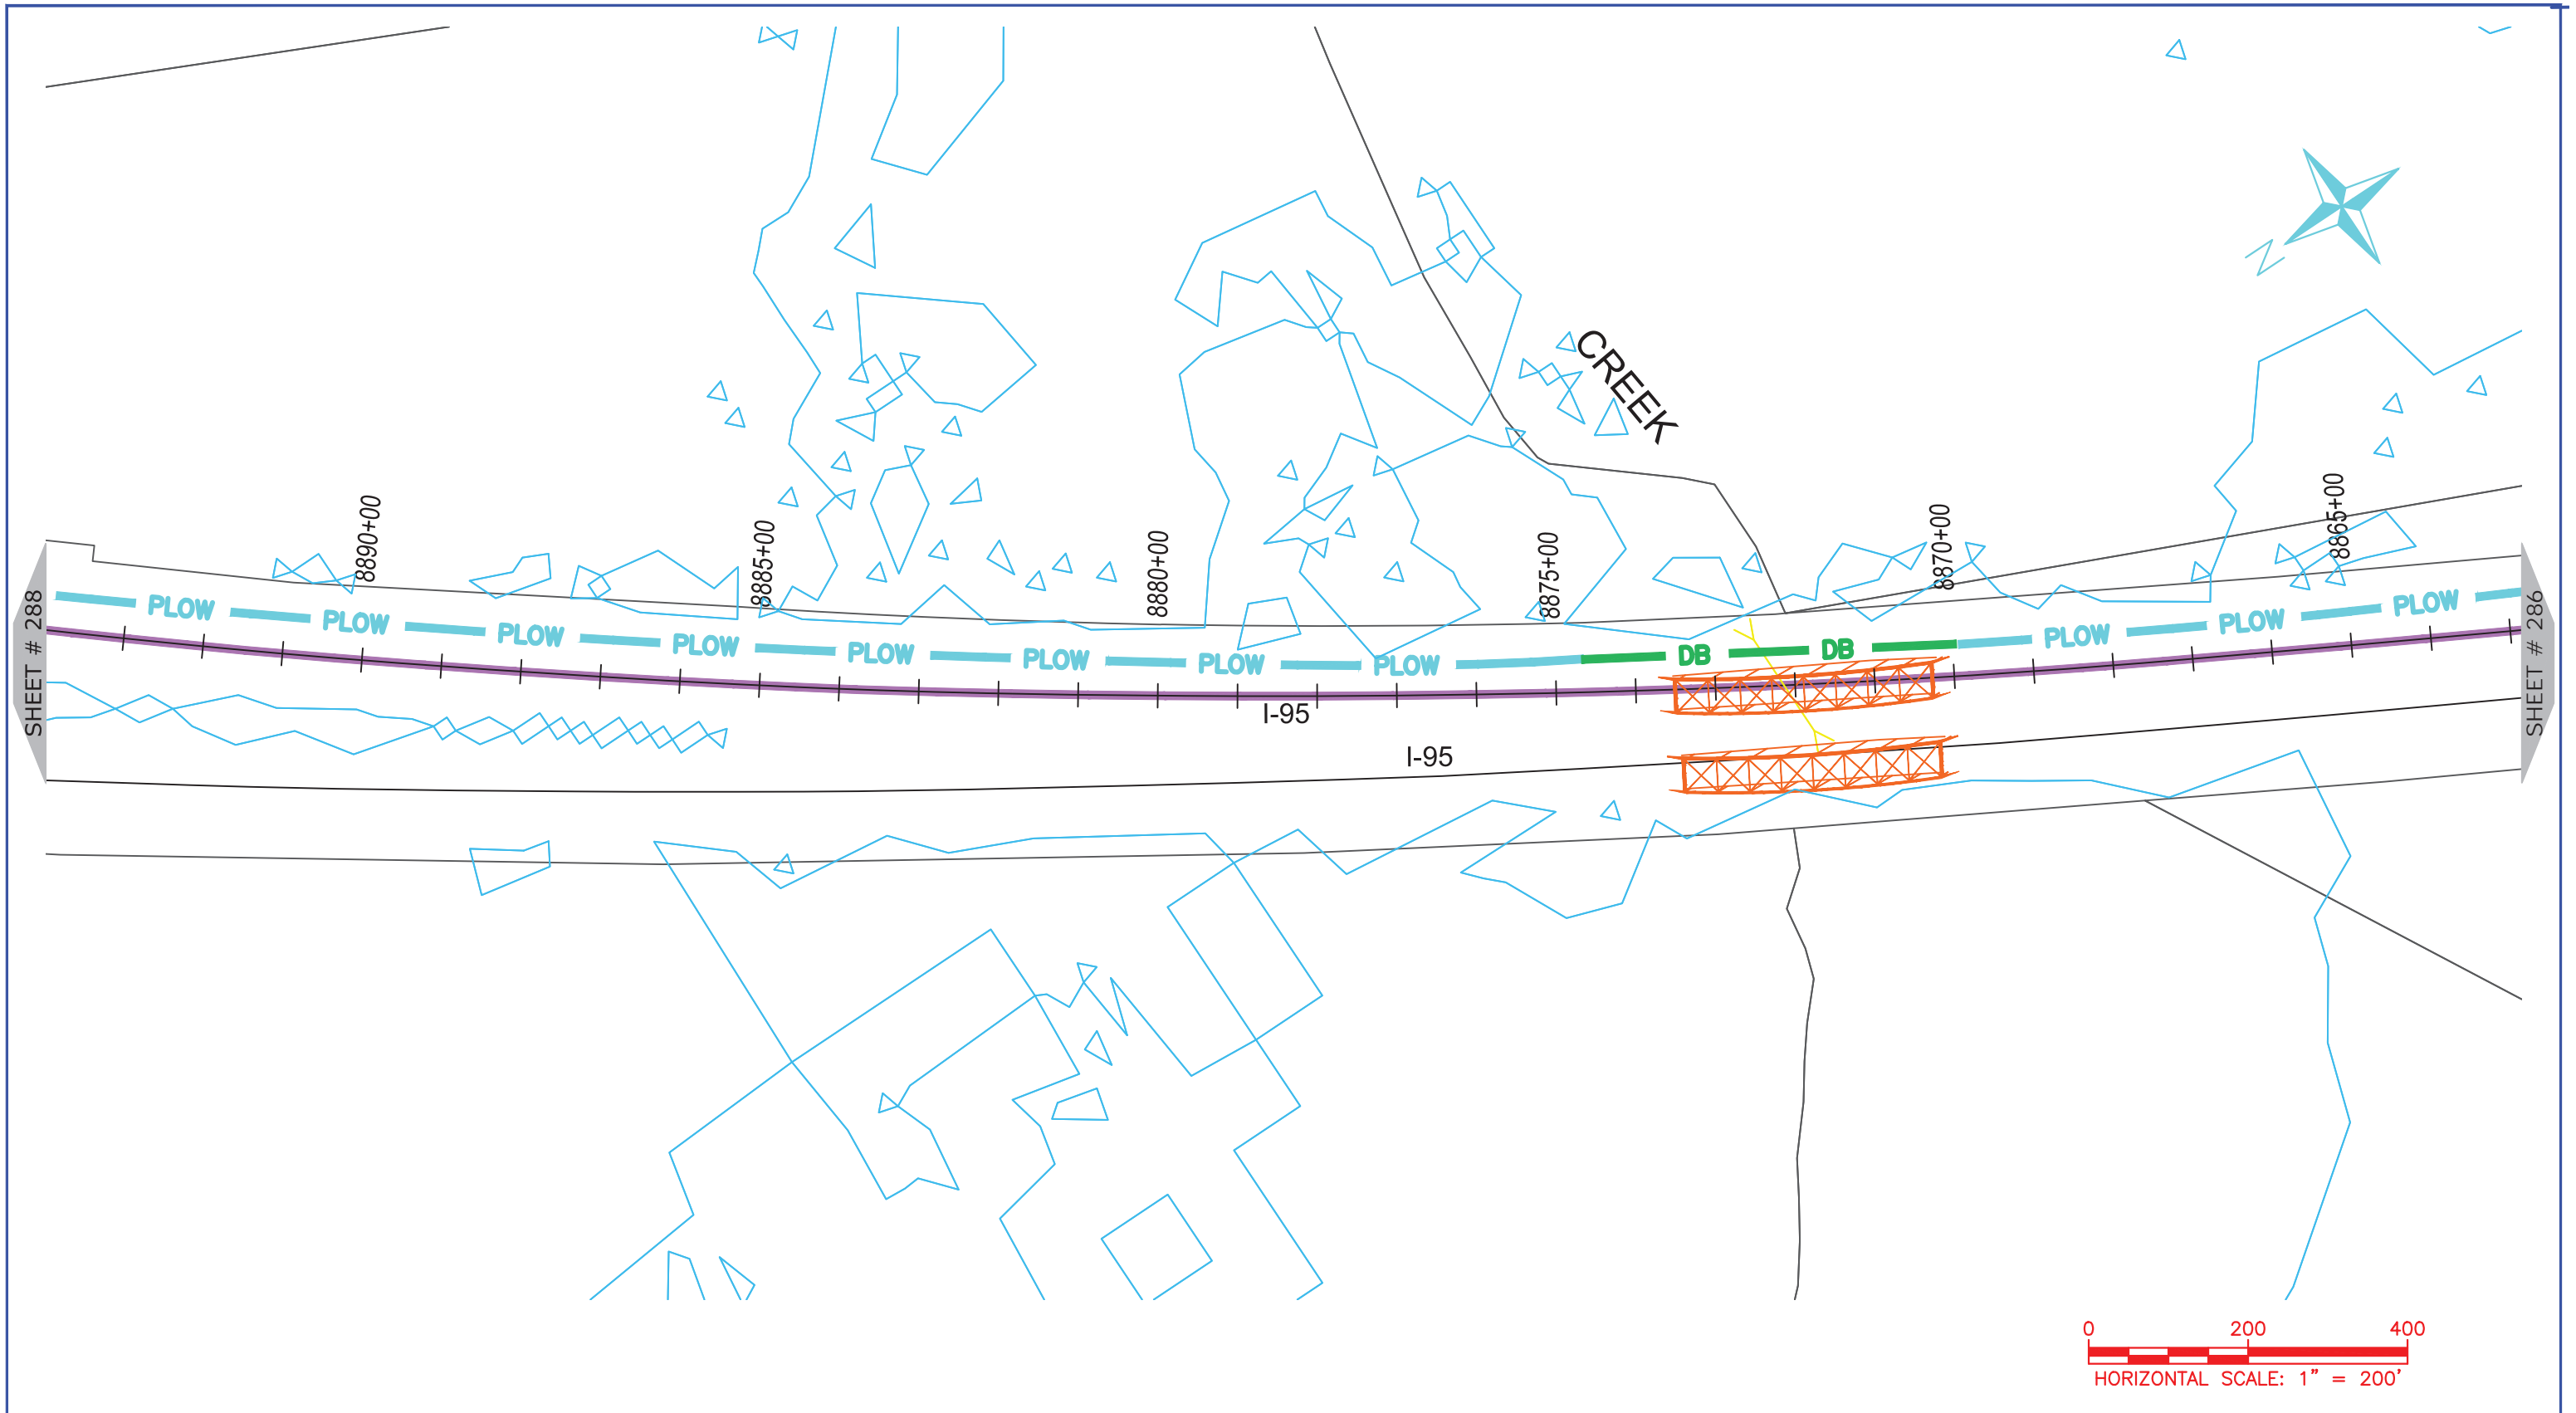 CREEK
N
8890+00
8885+00
8880+00
8875+00
8870+00
8865+00
SHEET # 288
PLOW PLOW PLOW PLOW PLOW PLOW PLOW PLOW DB DB PLOW PLOW PLOW
SHEET # 286
I-95
I-95
0 200 400
HORIZONTAL SCALE: 1" = 200'